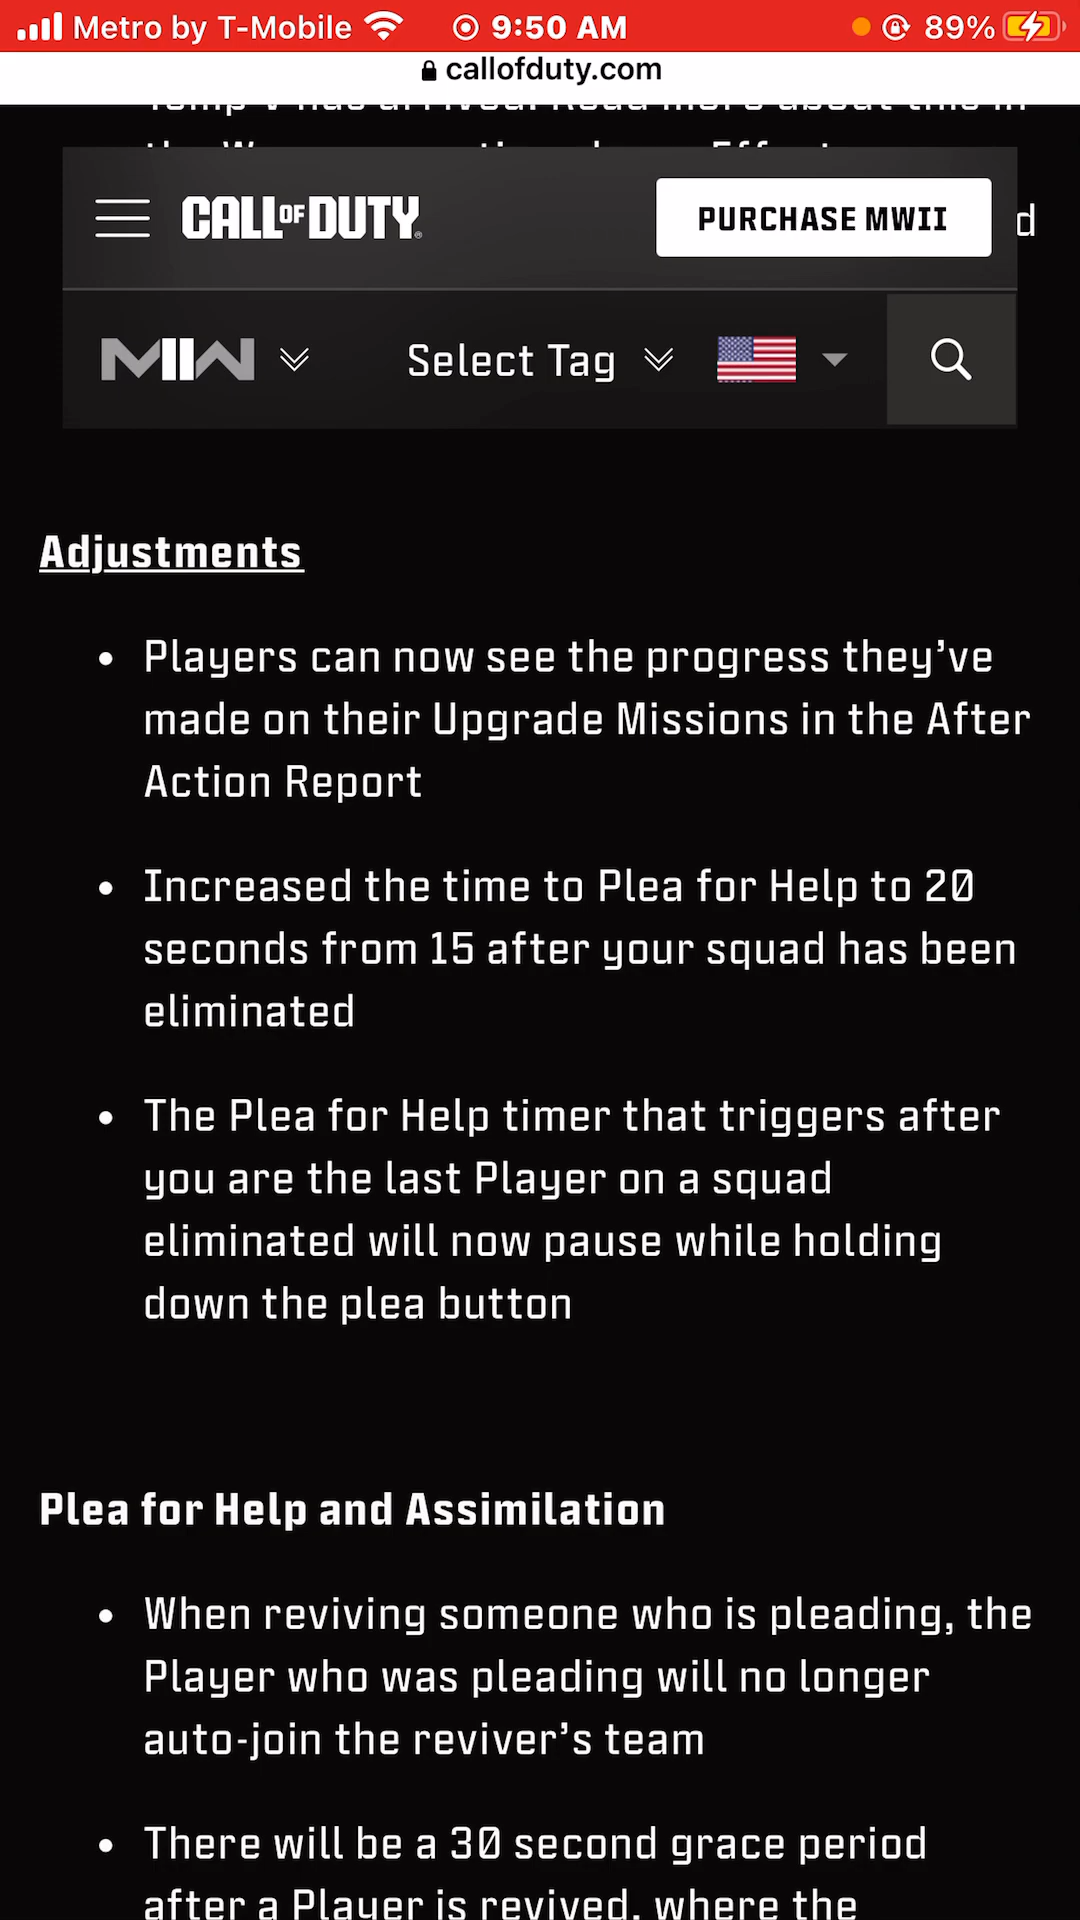 Metro by T-Mobile 9:50 AM 89%
callofduty.com
CALL OF DUTY PURCHASE MWII
d
MIIW Select Tag
Adjustments
• Players can now see the progress they've
made on their Upgrade Missions in the After
Action Report
• Increased the time to Plea for Help to 20
seconds from 15 after your squad has been
eliminated
• The Plea for Help timer that triggers after
you are the last Player on a squad
eliminated will now pause while holding
down the plea button
Plea for Help and Assimilation
• When reviving someone who is pleading, the
Player who was pleading will no longer
auto-join the reviver's team
• There will be a 30 second grace period
after a Player is revived, where the